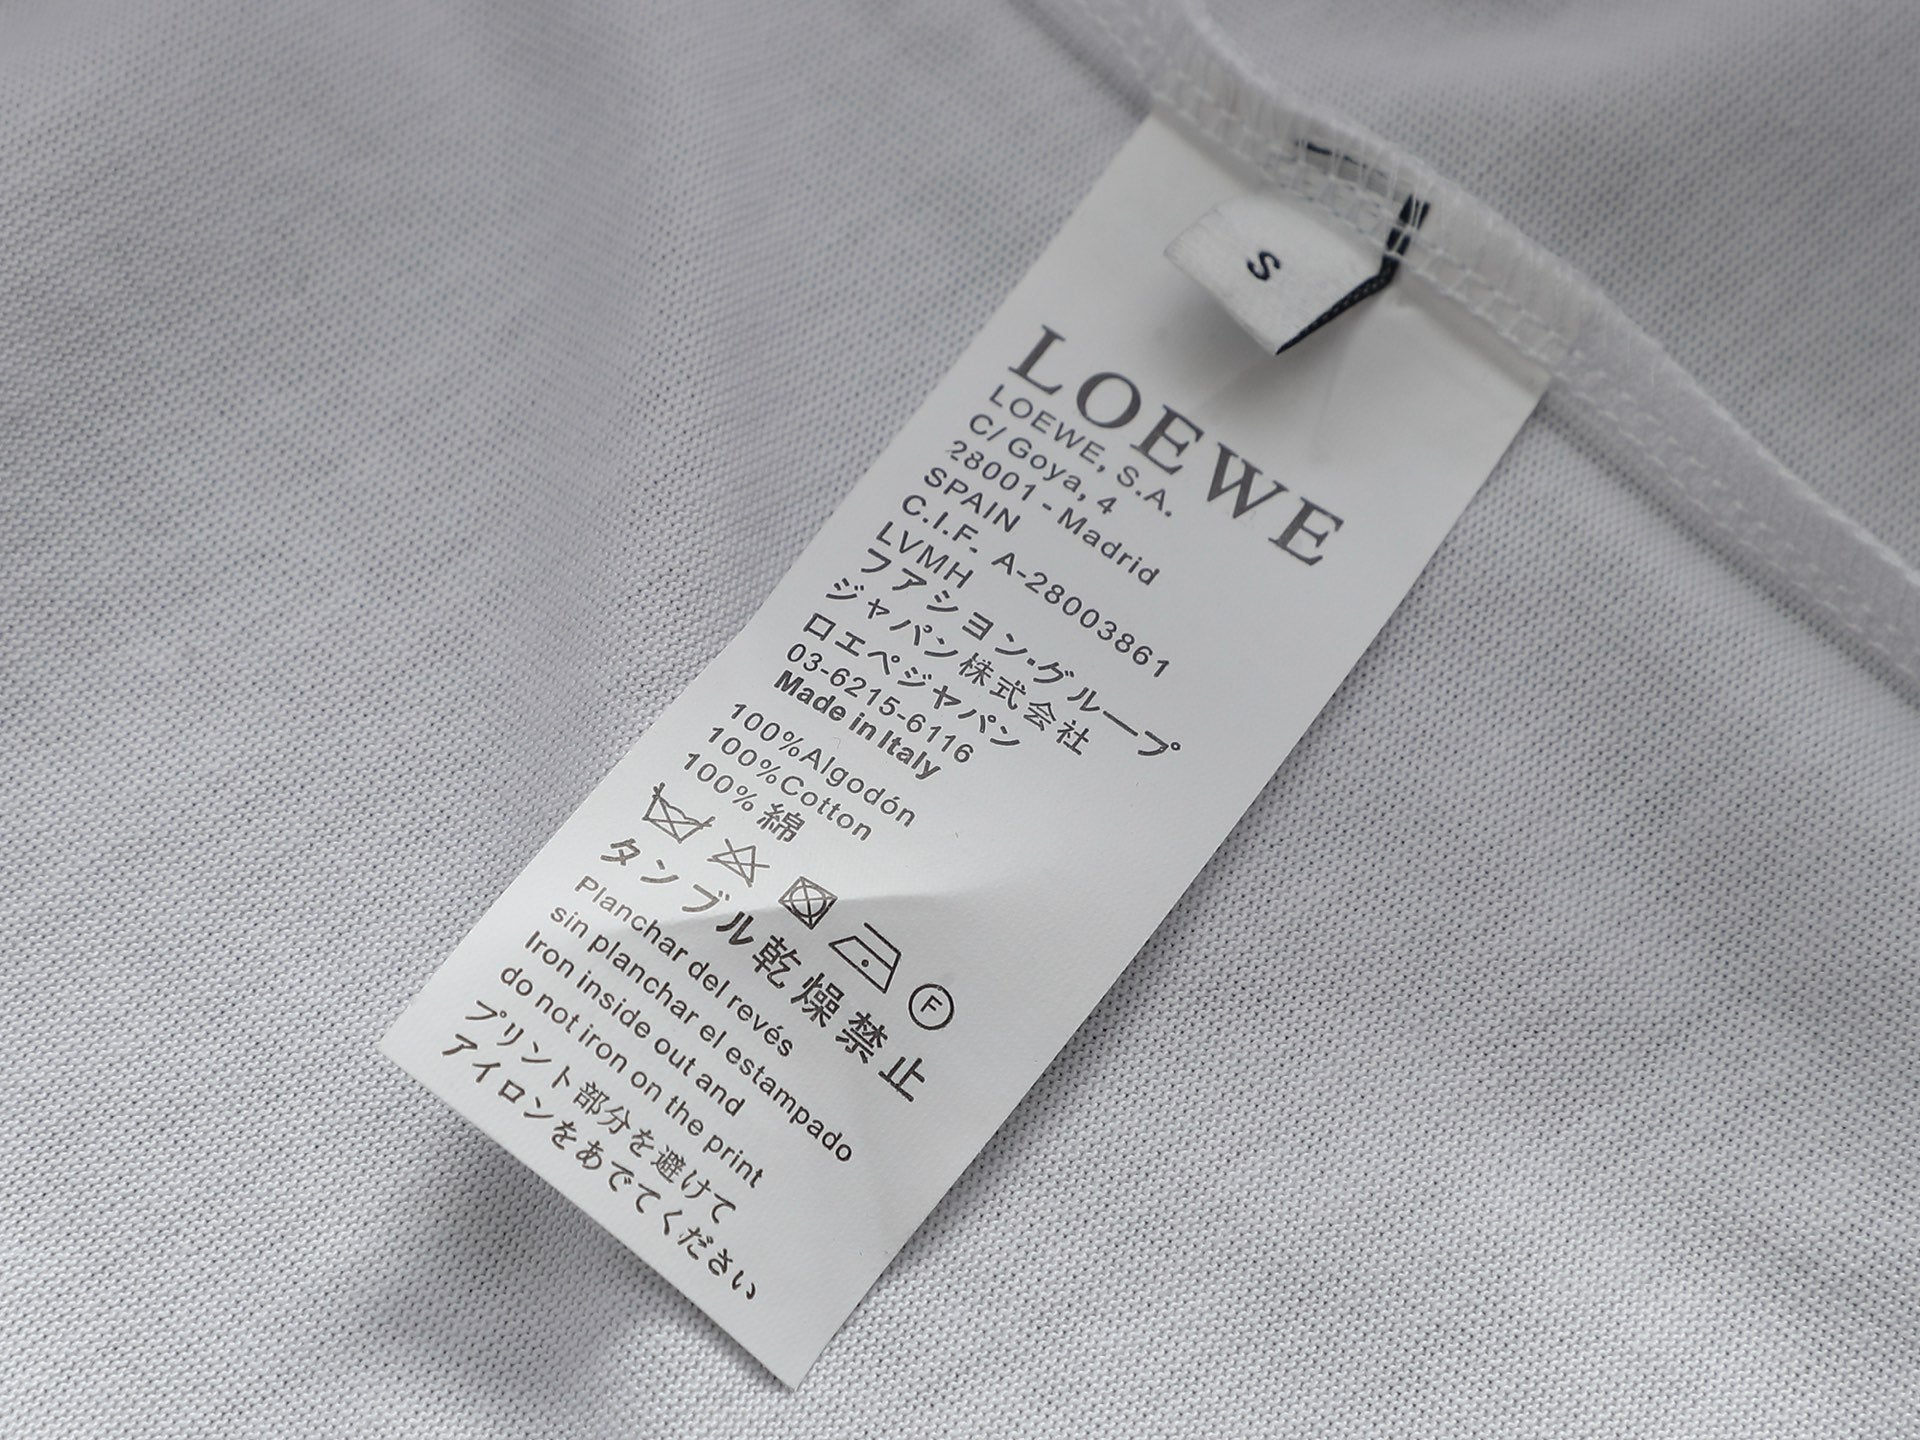 S
LOEWE
LOEWE, S.A.
C/ Goya, 4
28001 - Madrid
SPAIN
C.I.F. A-28003861
LVMH
フアシヨン・グループ
ジャパン株式会社
ロエベジヤパン
03-6215-6116
Made in Italy
100%Algodón
100%Cotton
100% 綿
F
タンブル乾燥禁止
Planchar del revés
sin planchar el estampado
Iron inside out and
do not iron on the print
プリント部分を避けて
アイロンをあでてください